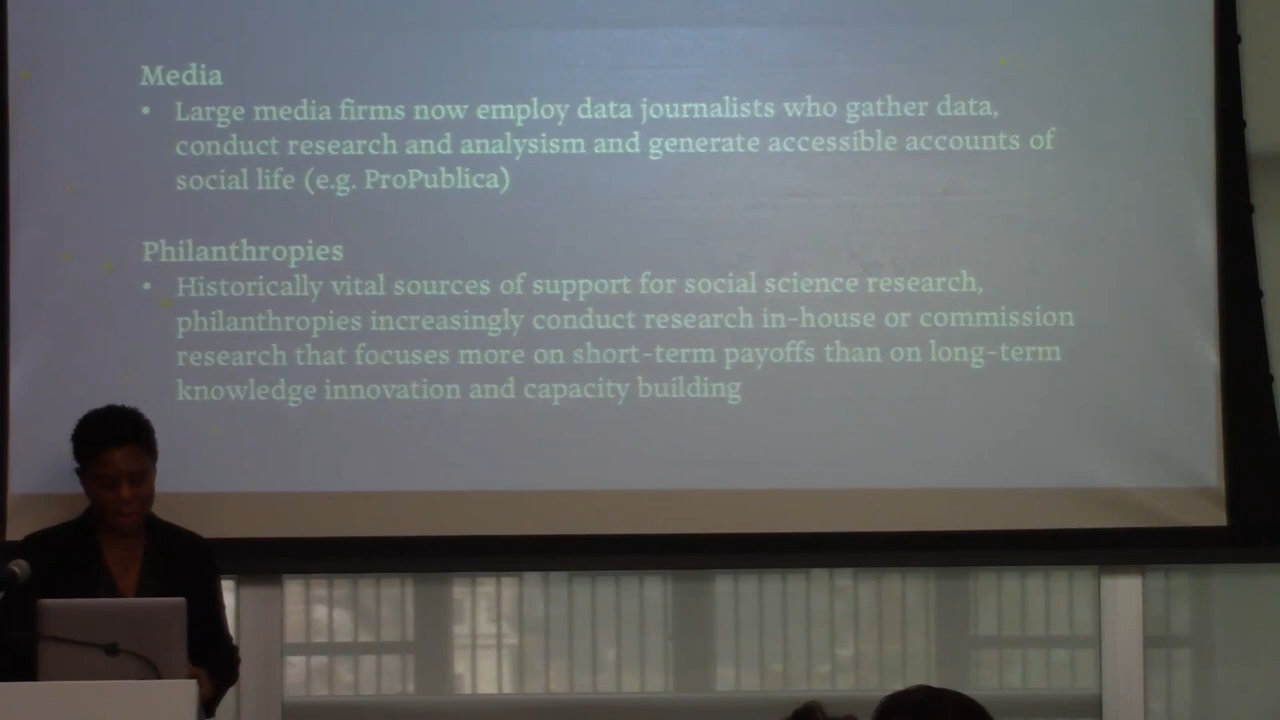 Media
• Large media firms now employ data journalists who gather data,
conduct research and analysism and generate accessible accounts of
social life (e.g. ProPublica)
Philanthropies
• Historically vital sources of support for social science research,
philanthropies increasingly conduct research in-house or commission
research that focuses more on short-term payoffs than on long-term
knowledge innovation and capacity building